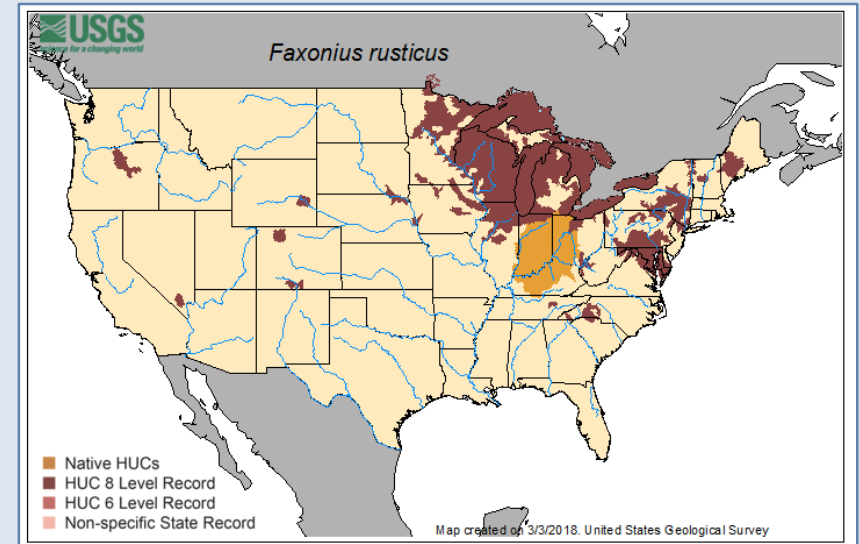 USGS
science for a changing world
Faxonius rusticus
Native HUCs
HUC 8 Level Record
HUC 6 Level Record
Non-specific State Record
Map created on 3/3/2018. United States Geological Survey